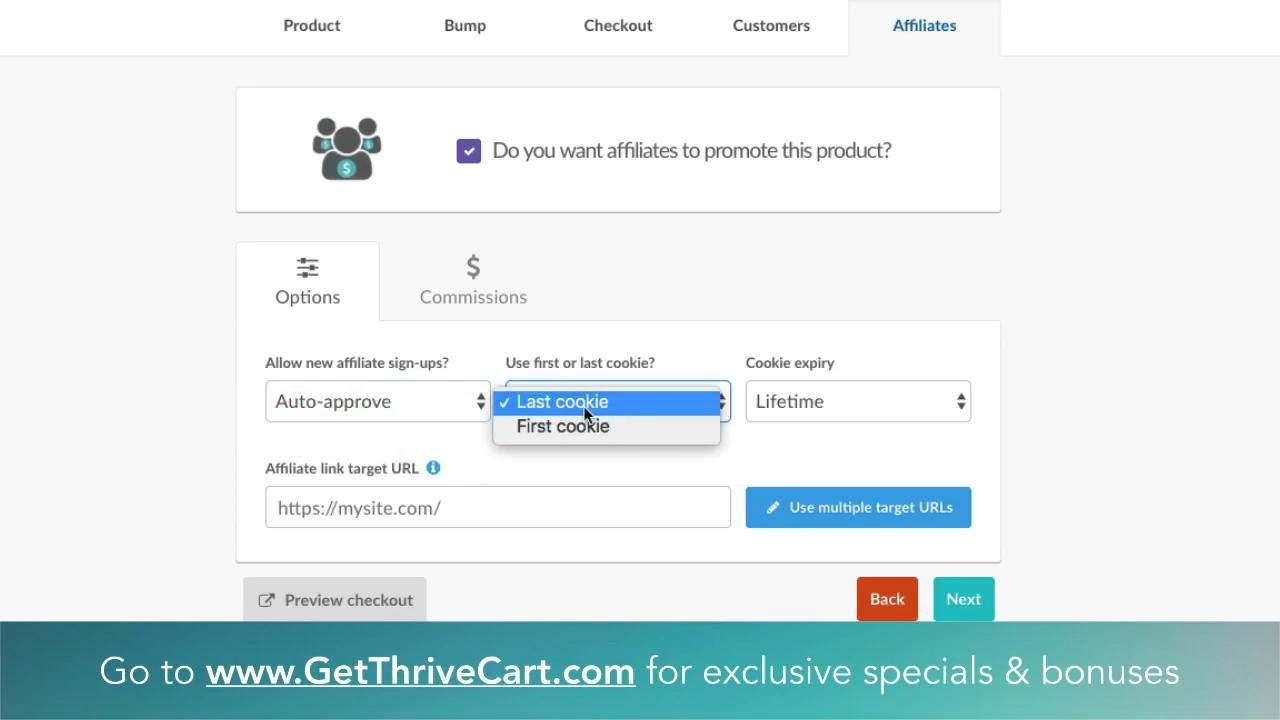 Product Bump Checkout Customers Affiliates
Do you want affiliates to promote this product?
$ $ $
$
Options Commissions
Allow new affiliate sign-ups? Use first or last cookie? Cookie expiry
Auto-approve ✓ Last cookie Lifetime
First cookie
Affiliate link target URL i
https://mysite.com/ Use multiple target URLs
Preview checkout Back Next
Go to www.GetThriveCart.com for exclusive specials & bonuses